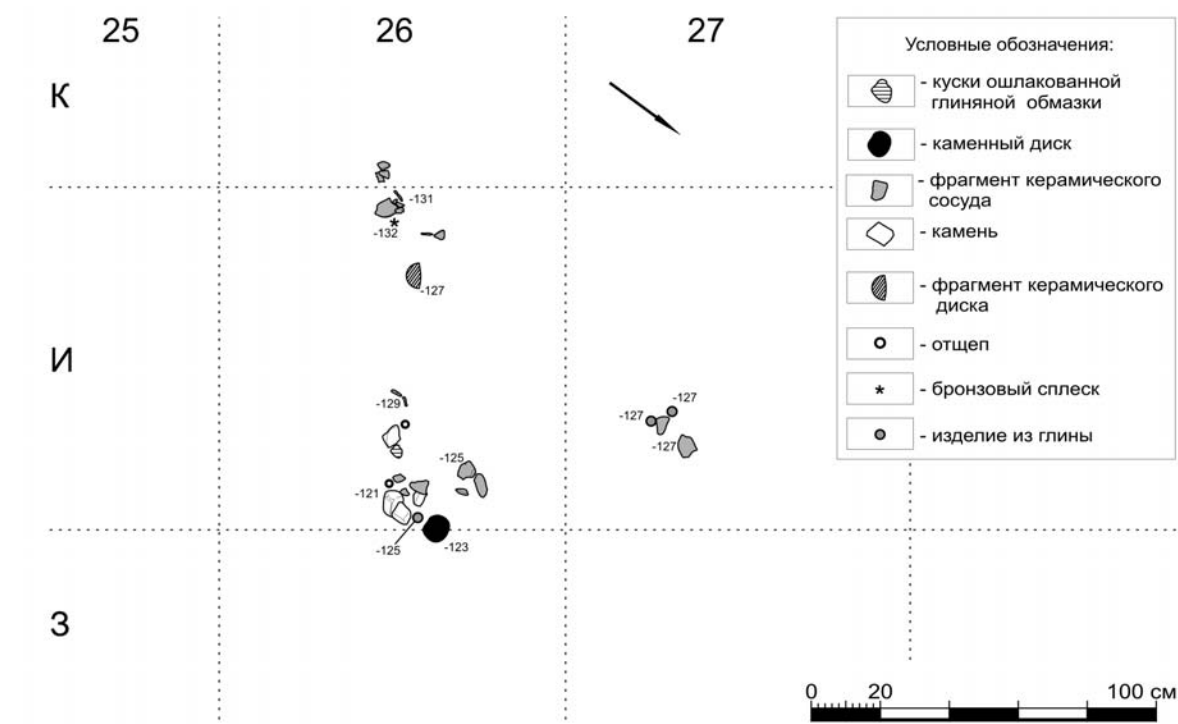 25 26 27
К
И
З
-131
-132
-127
-129
-127
-127
-127
-125
-121
-125
-123
Условные обозначения:
- куски ошлакованной
глиняной обмазки
- каменный диск
- фрагмент керамического
сосуда
- камень
- фрагмент керамического
диска
- отщеп
- бронзовый сплеск
- изделие из глины
0 20 100 см